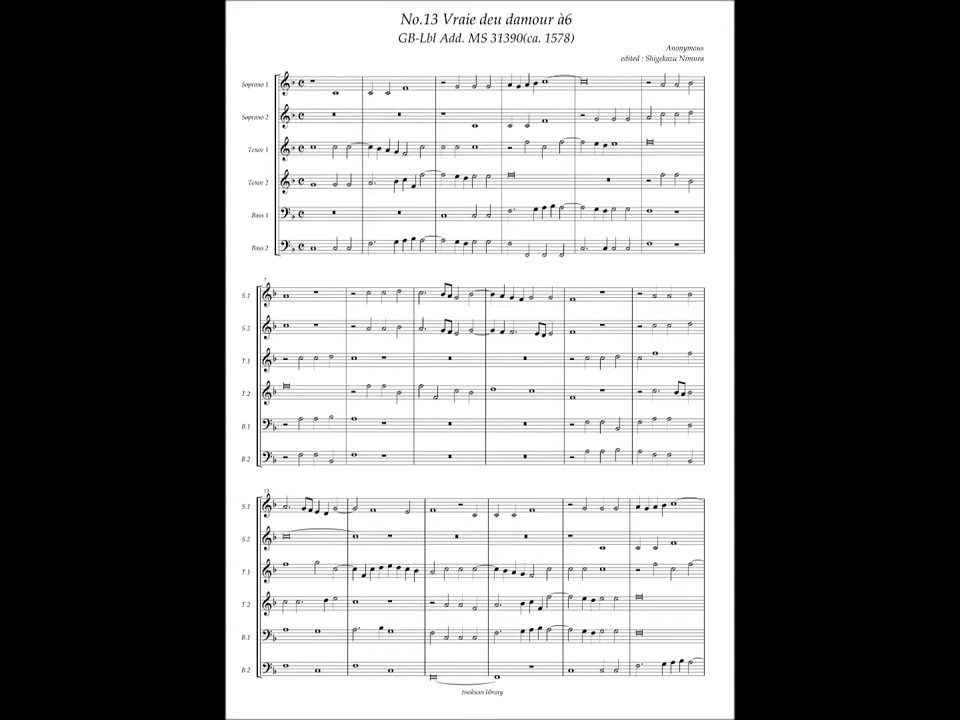 No.13 Vraie deu damour à6
GB-Lbl Add. MS 31390(ca. 1578)
Anonymous
edited : Shigekazu Nimura
Soprano 1
Soprano 2
Tenor 1
Tenor 2
Bass 1
Bass 2
7
S.1
S.2
T.1
T.2
B.1
B.2
13
S.1
S.2
T.1
T.2
B.1
B.2